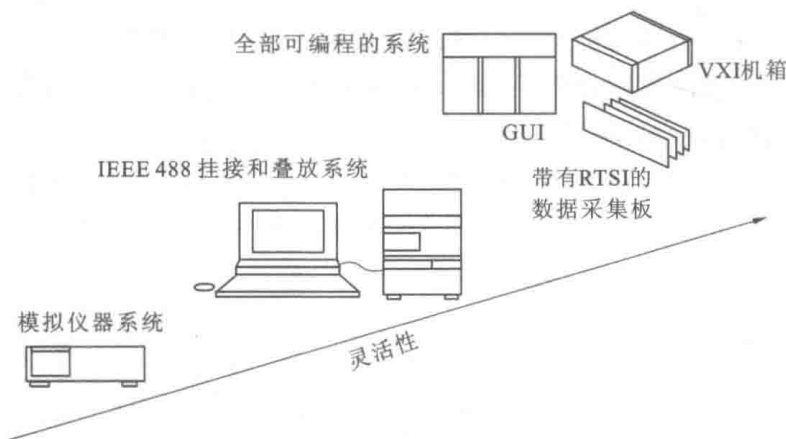 全部可编程的系统
VXI机箱
GUI
IEEE 488 挂接和叠放系统
带有RTSI的
数据采集板
模拟仪器系统
灵活性